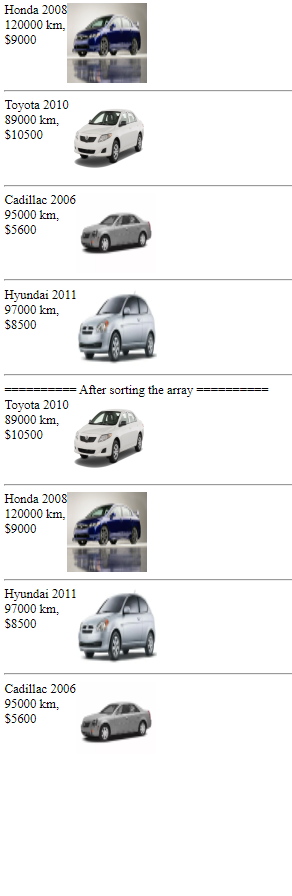 Honda 2008
120000 km,
$9000
Toyota 2010
89000 km,
$10500
Cadillac 2006
95000 km,
$5600
Hyundai 2011
97000 km,
$8500
========== After sorting the array ==========
Toyota 2010
89000 km,
$10500
Honda 2008
120000 km,
$9000
Hyundai 2011
97000 km,
$8500
Cadillac 2006
95000 km,
$5600